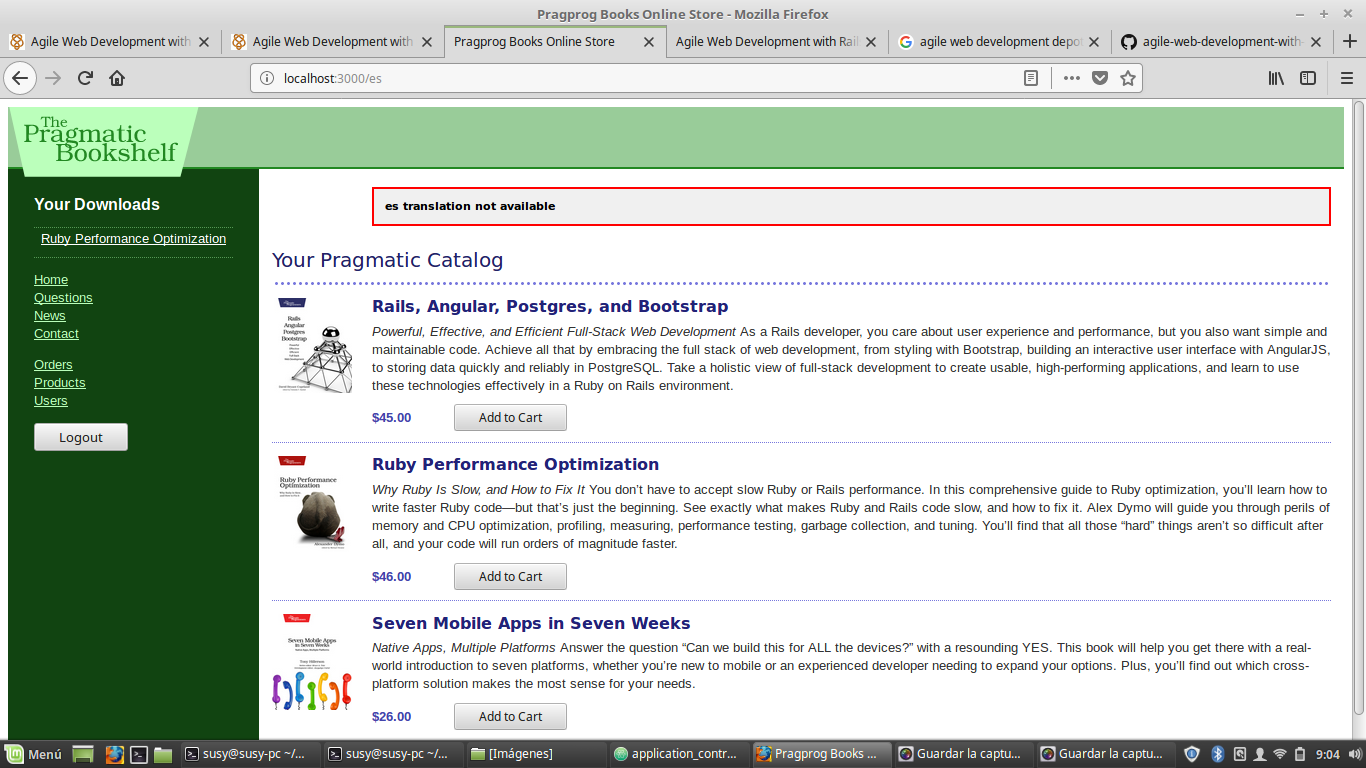 Pragprog Books Online Store - Mozilla Firefox
Agile Web Development with
Agile Web Development with
Pragprog Books Online Store
Agile Web Development with Rail
agile web development depo
agile-web-development-with-
localhost:3000/es
The
Pragmatic
Bookshelf
Your Downloads
Ruby Performance Optimization
Home
Questions
News
Contact
Orders
Products
Users
Logout
es translation not available
Your Pragmatic Catalog
Rails
Angular
Postgres
Bootstrap
Rails, Angular, Postgres, and Bootstrap
Powerful, Effective, and Efficient Full-Stack Web Development As a Rails developer, you care about user experience and performance, but you also want simple and
maintainable code. Achieve all that by embracing the full stack of web development, from styling with Bootstrap, building an interactive user interface with AngularJS,
to storing data quickly and reliably in PostgreSQL. Take a holistic view of full-stack development to create usable, high-performing applications, and learn to use
these technologies effectively in a Ruby on Rails environment.
$45.00
Add to Cart
Ruby Performance
Optimization
Ruby Performance Optimization
Why Ruby Is Slow, and How to Fix It You don’t have to accept slow Ruby or Rails performance. In this comprehensive guide to Ruby optimization, you’ll learn how to
write faster Ruby code—but that’s just the beginning. See exactly what makes Ruby and Rails code slow, and how to fix it. Alex Dymo will guide you through perils of
memory and CPU optimization, profiling, measuring, performance testing, garbage collection, and tuning. You’ll find that all those “hard” things aren’t so difficult after
all, and your code will run orders of magnitude faster.
$46.00
Add to Cart
Seven Mobile Apps
in Seven Weeks
Seven Mobile Apps in Seven Weeks
Native Apps, Multiple Platforms Answer the question “Can we build this for ALL the devices?” with a resounding YES. This book will help you get there with a real-
world introduction to seven platforms, whether you’re new to mobile or an experienced developer needing to expand your options. Plus, you’ll find out which cross-
platform solution makes the most sense for your needs.
$26.00
Add to Cart
Menú
susy@susy-pc ~/...
susy@susy-pc ~/...
[Imágenes]
application_contr...
Pragprog Books ...
Guardar la captu...
Guardar la captu...
9:04